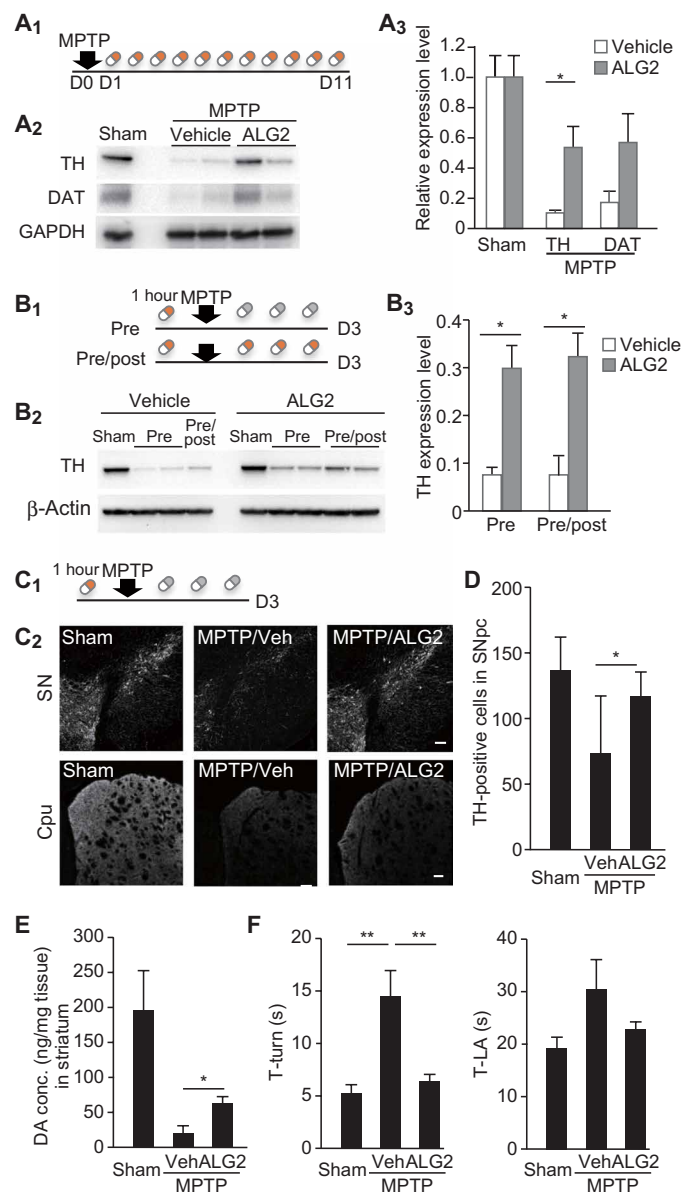 A1
MPTP
D0 D1 D11
A2
MPTP
Sham Vehicle ALG2
TH
DAT
GAPDH
A3
Vehicle
ALG2
Relative expression level
1.2
1.0
0.8
0.6
0.4
0.2
0
*
Sham TH DAT
MPTP
B1
1 hour MPTP
Pre D3
Pre/post D3
B2
Vehicle ALG2
Sham Pre Pre/
post Sham Pre Pre/post
TH
β-Actin
B3
Vehicle
ALG2
TH expression level
0.4
0.3
0.2
0.1
0
* *
Pre Pre/post
C1
1 hour MPTP
D3
C2
Sham MPTP/Veh MPTP/ALG2
SN
Sham MPTP/Veh MPTP/ALG2
Cpu
D
TH-positive cells in SNpc
150
100
50
0
*
Sham Veh ALG2
MPTP
E
DA conc. (ng/mg tissue)
in striatum
300
250
200
150
100
50
0
*
Sham Veh ALG2
MPTP
F
T-turn (s)
20
15
10
5
0
** **
Sham Veh ALG2
MPTP
T-LA (s)
40
30
20
10
0
Sham Veh ALG2
MPTP